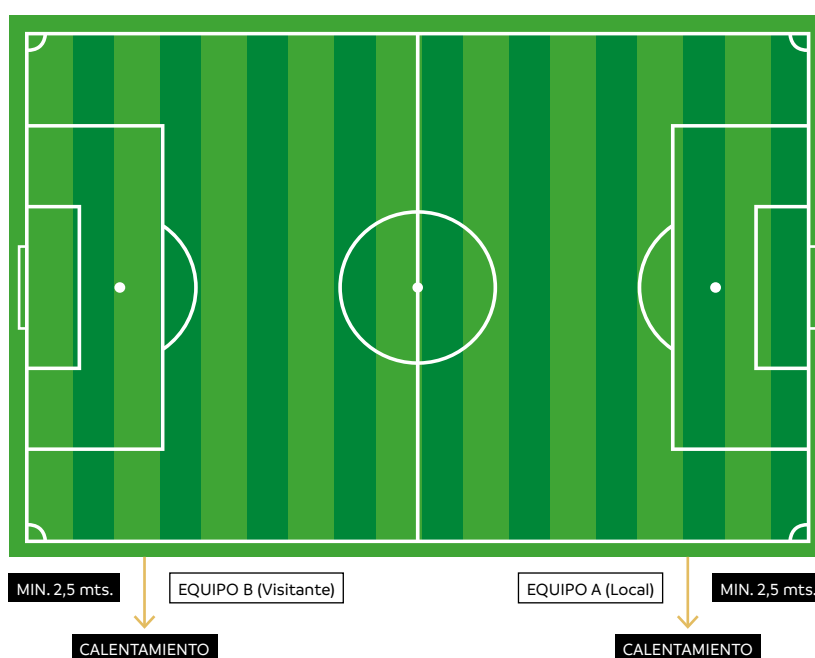 MIN. 2,5 mts.
EQUIPO B (Visitante)
EQUIPO A (Local)
MIN. 2,5 mts.
CALENTAMIENTO
CALENTAMIENTO